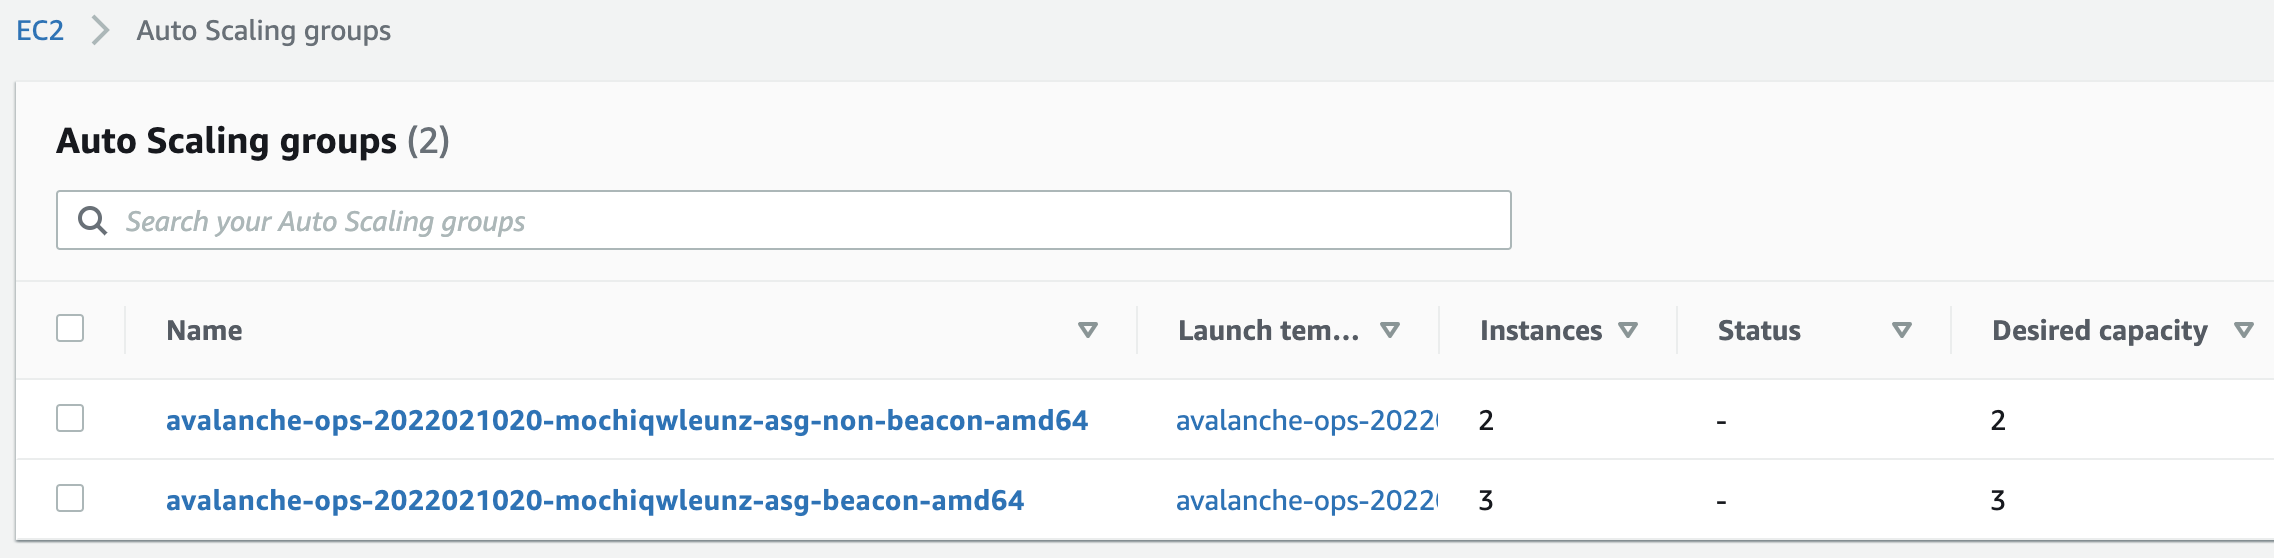 EC2 Auto Scaling groups
Auto Scaling groups (2)
Search your Auto Scaling groups
Name Launch tem... Instances Status Desired capacity
avalanche-ops-2022021020-mochiqwleunz-asg-non-beacon-amd64 avalanche-ops-2022 2 - 2
avalanche-ops-2022021020-mochiqwleunz-asg-beacon-amd64 avalanche-ops-2022 3 - 3